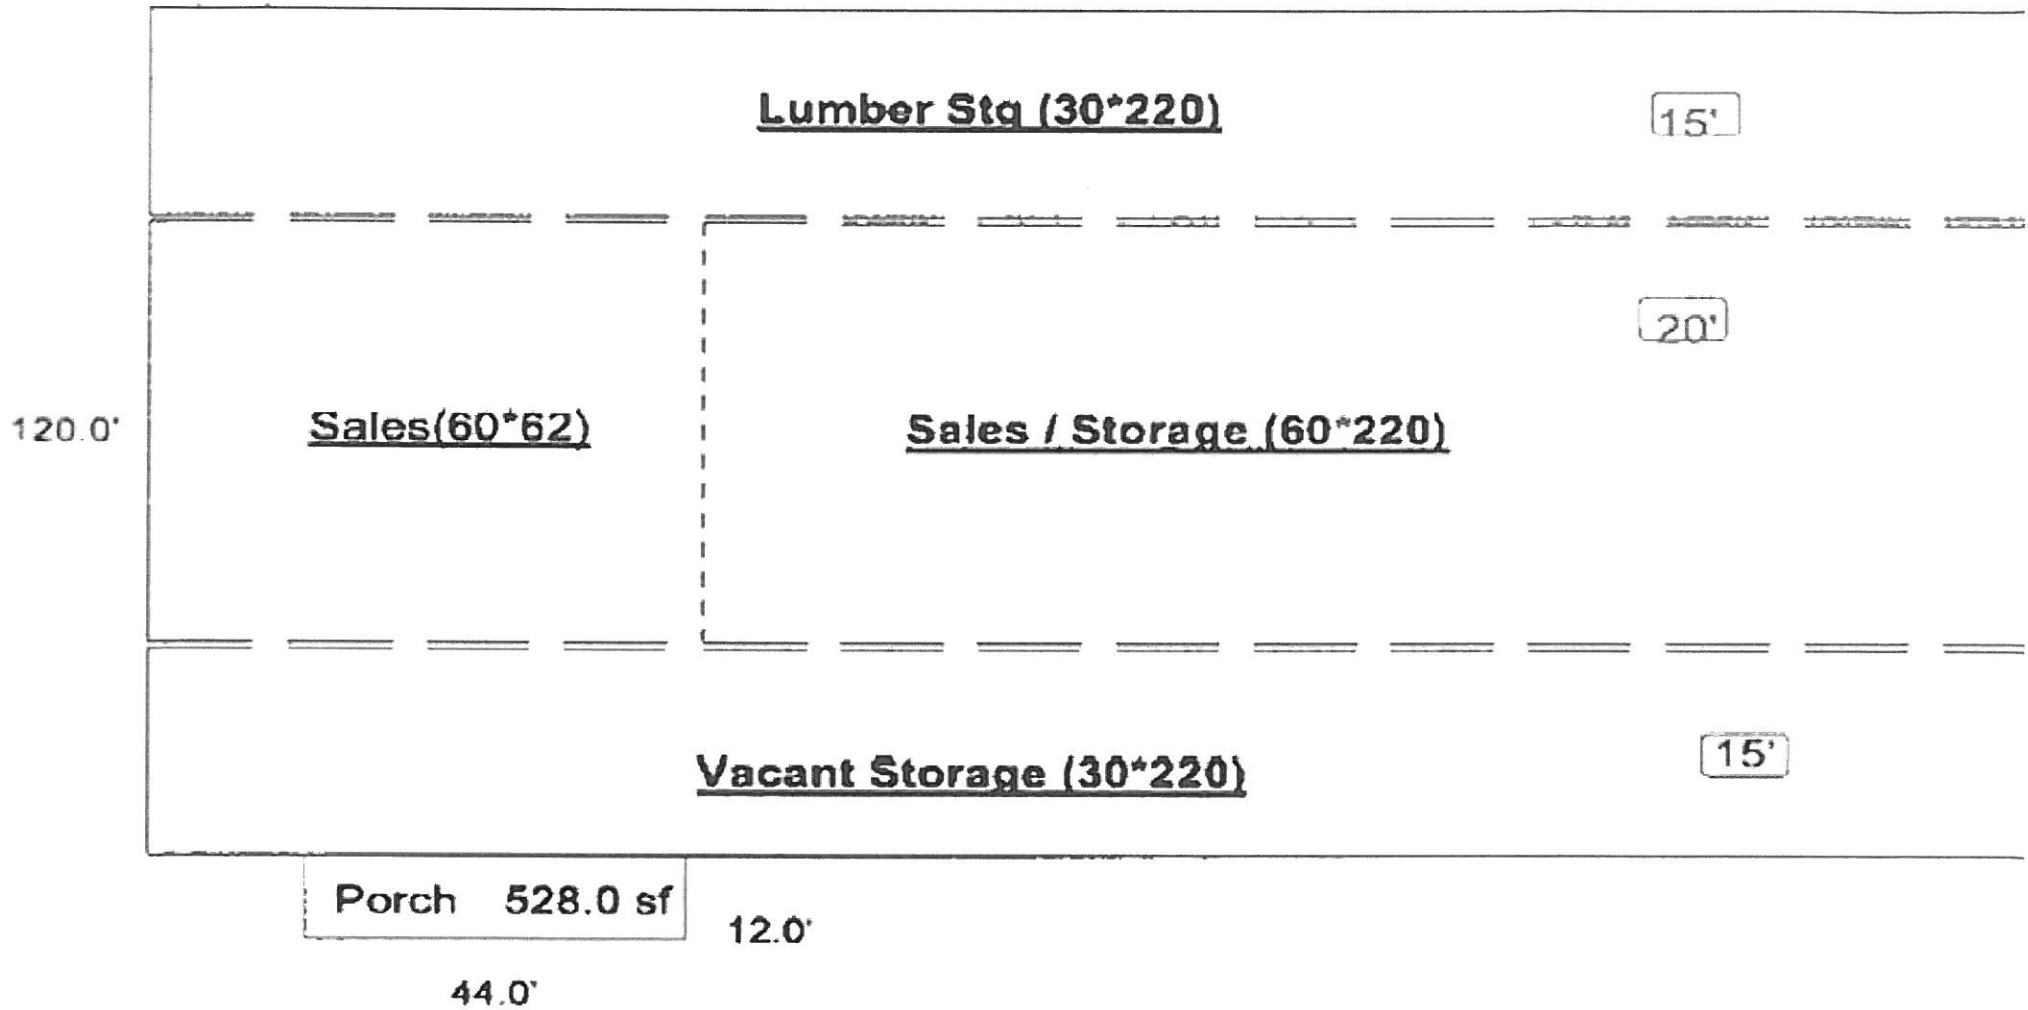 Lumber Stg (30*220)
15'
20'
120.0'
Sales(60*62)
Sales / Storage (60*220)
Vacant Storage (30*220)
15'
Porch 528.0 sf
12.0'
44.0'